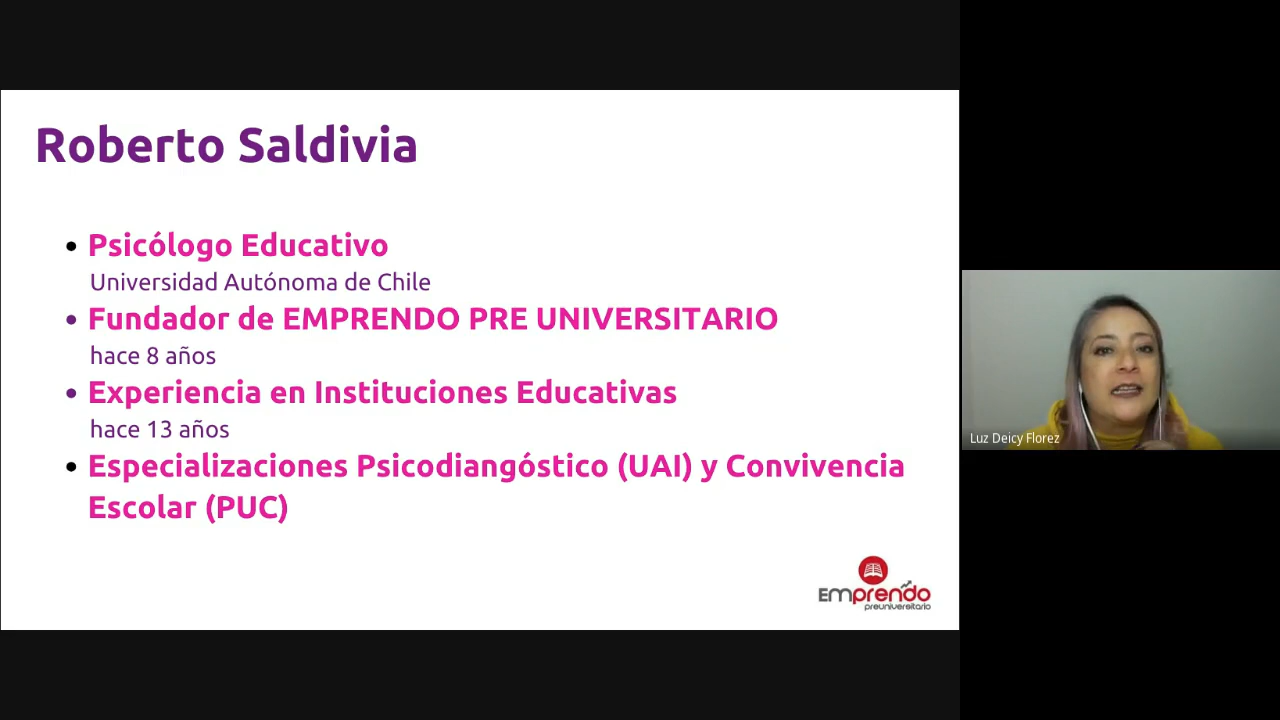 Roberto Saldivia
Psicólogo Educativo
Universidad Autónoma de Chile
Fundador de EMPRENDO PRE UNIVERSITARIO
hace 8 años
Experiencia en Instituciones Educativas
hace 13 años
Especializaciones Psicodiangóstico (UAI) y Convivencia
Escolar (PUC)
Emprendo
preuniversitario
Luz Deicy Florez